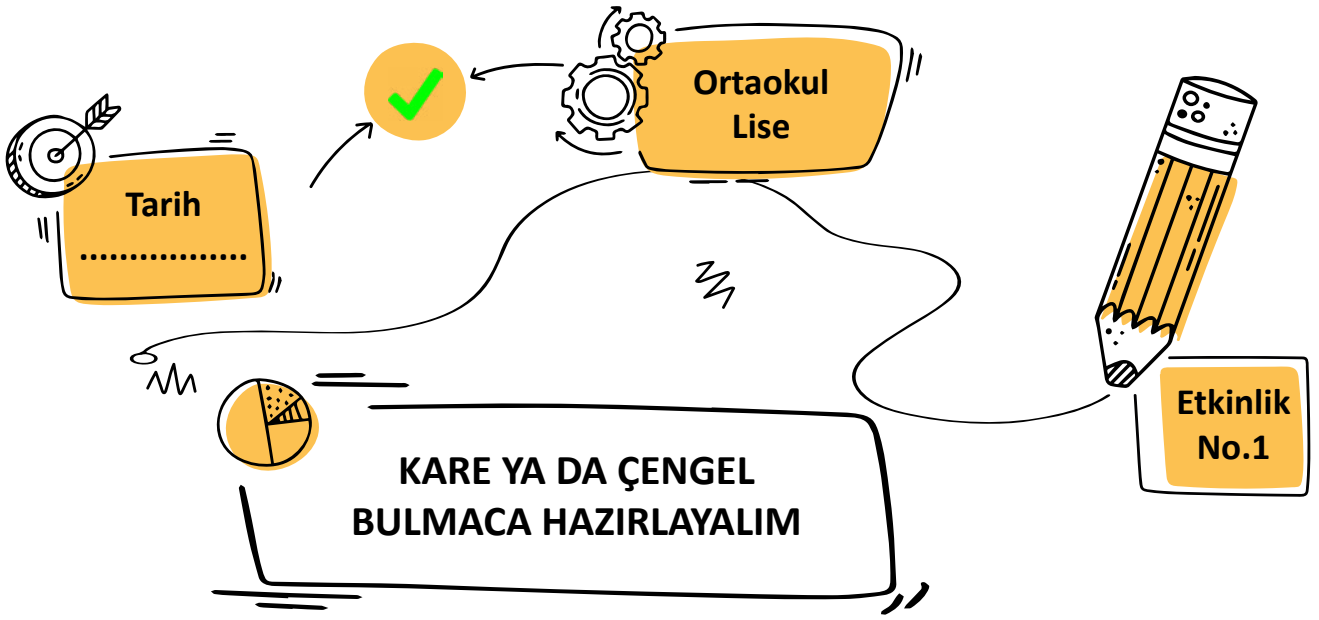 Ortaokul
Lise
Tarih
.....................
Etkinlik
No.1
KARE YA DA ÇENGEL
BULMACA HAZIRLAYALIM